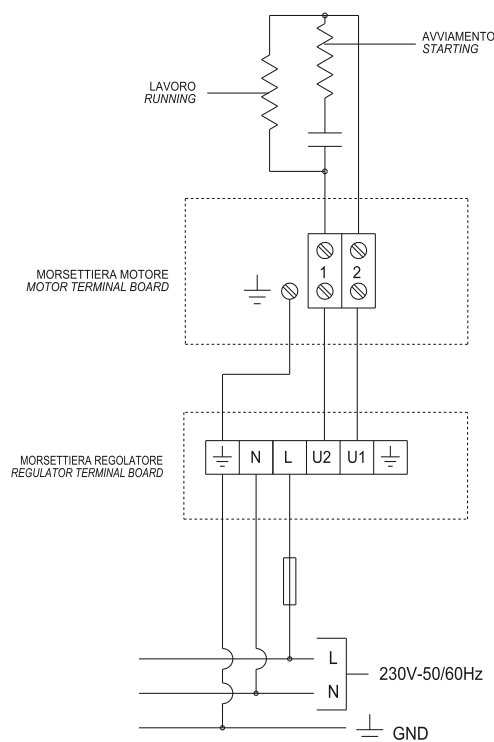 AVVIAMENTO
STARTING
LAVORO
RUNNING
1 2
MORSETTIERA MOTORE
MOTOR TERMINAL BOARD
N L U2 U1
MORSETTIERA REGOLATORE
REGULATOR TERMINAL BOARD
L
230V-50/60Hz
N
GND